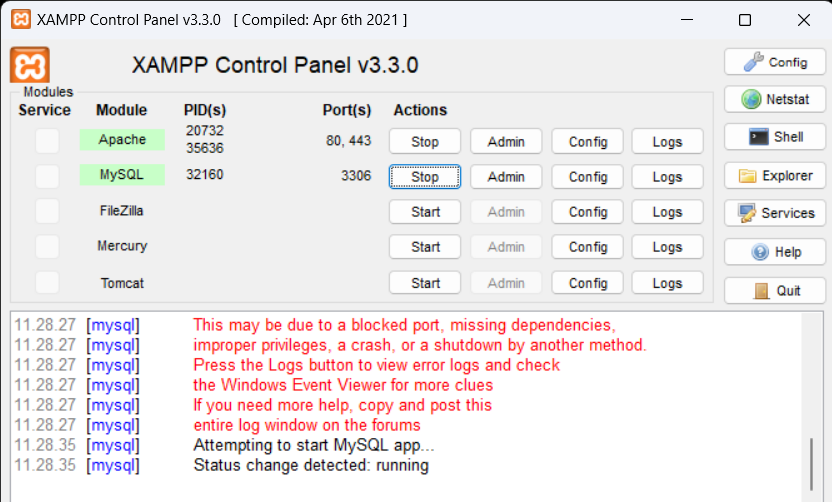 XAMPP Control Panel v3.3.0 [ Compiled: Apr 6th 2021 ]
XAMPP Control Panel v3.3.0
Config
Modules
Service Module PID(s) Port(s) Actions
Netstat
Apache 20732 35636 80, 443 Stop Admin Config Logs
Shell
MySQL 32160 3306 Stop Admin Config Logs
Explorer
FileZilla Start Admin Config Logs
Services
Mercury Start Admin Config Logs
Help
Tomcat Start Admin Config Logs
Quit
11.28.27 [mysql] This may be due to a blocked port, missing dependencies,
11.28.27 [mysql] improper privileges, a crash, or a shutdown by another method.
11.28.27 [mysql] Press the Logs button to view error logs and check
11.28.27 [mysql] the Windows Event Viewer for more clues
11.28.27 [mysql] If you need more help, copy and post this
11.28.27 [mysql] entire log window on the forums
11.28.35 [mysql] Attempting to start MySQL app...
11.28.35 [mysql] Status change detected: running